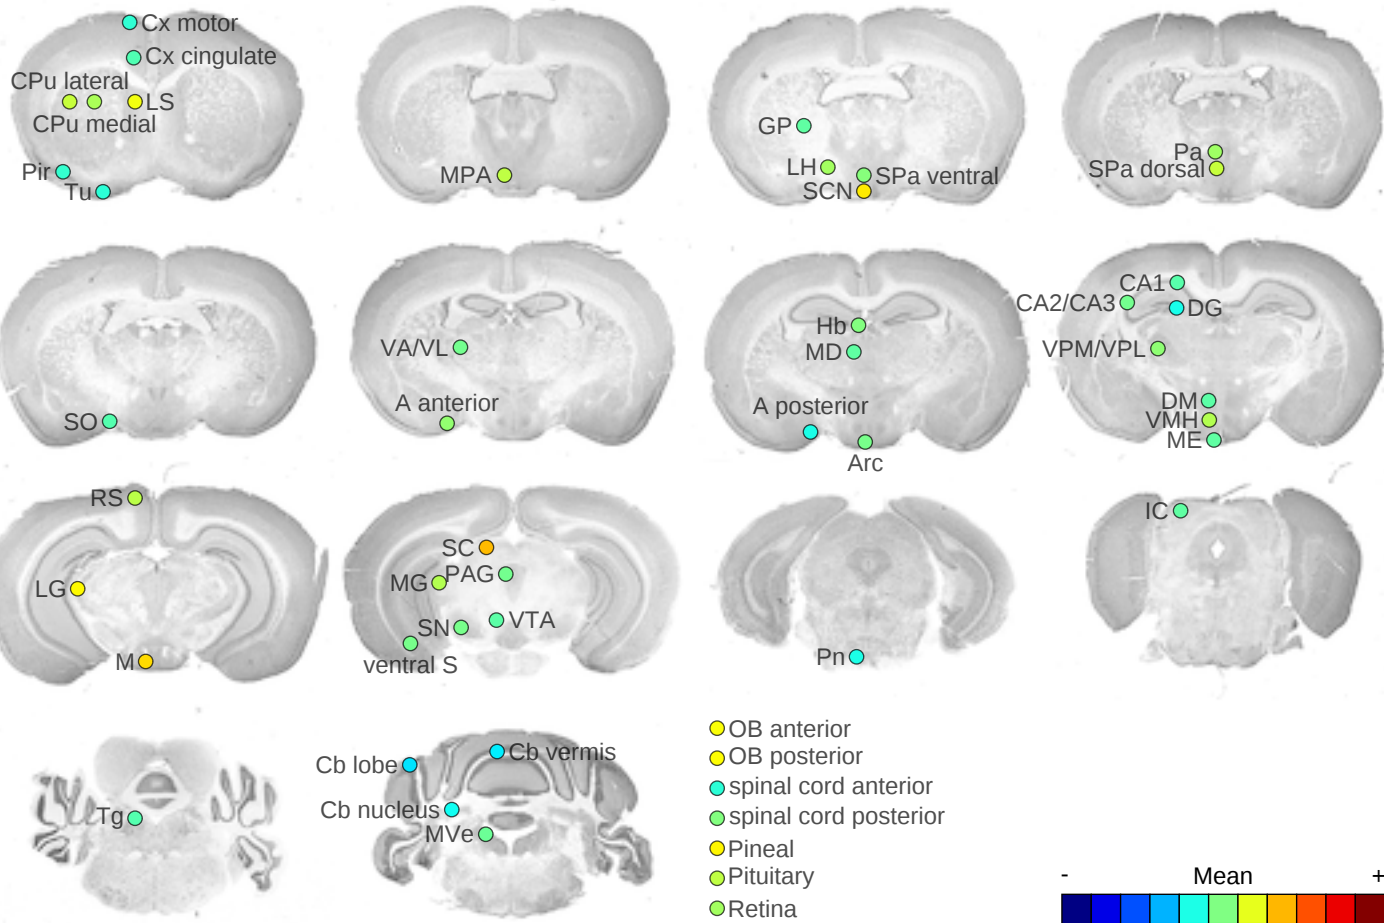 Cx motor
Cx cingulate
CPu lateral
LS
CPu medial
Pir
Tu
MPA
GP
LH
SPa ventral
SCN
Pa
SPa dorsal
SO
VA/VL
A anterior
Hb
MD
A posterior
Arc
CA1
CA2/CA3
DG
VPM/VPL
DM
VMH
ME
RS
LG
M
SC
MG
PAG
SN
VTA
ventral S
Pn
IC
Tg
Cb lobe
Cb vermis
Cb nucleus
MVe
OB anterior
OB posterior
spinal cord anterior
spinal cord posterior
Pineal
Pituitary
Retina
- Mean +